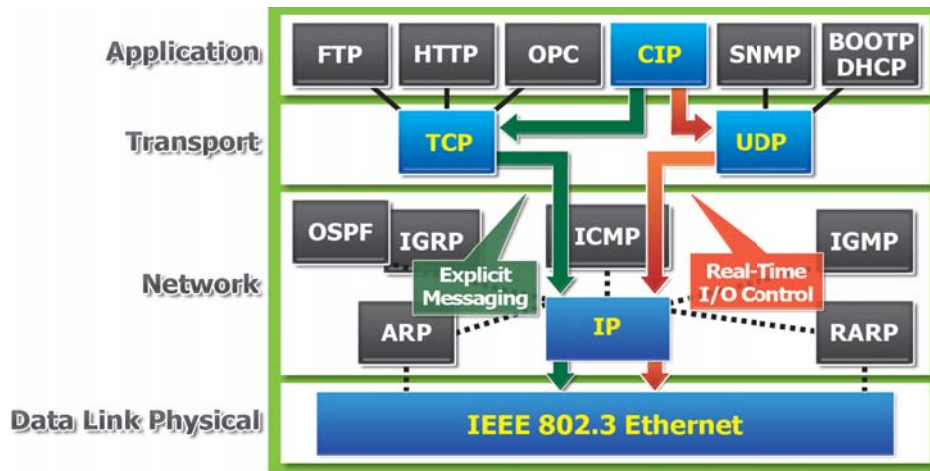 Application
FTP
HTTP
OPC
CIP
SNMP
BOOTP
DHCP
Transport
TCP
UDP
Network
OSPF
IGRP
ICMP
IGMP
Explicit
Messaging
Real-Time
I/O Control
ARP
IP
RARP
Data Link Physical
IEEE 802.3 Ethernet